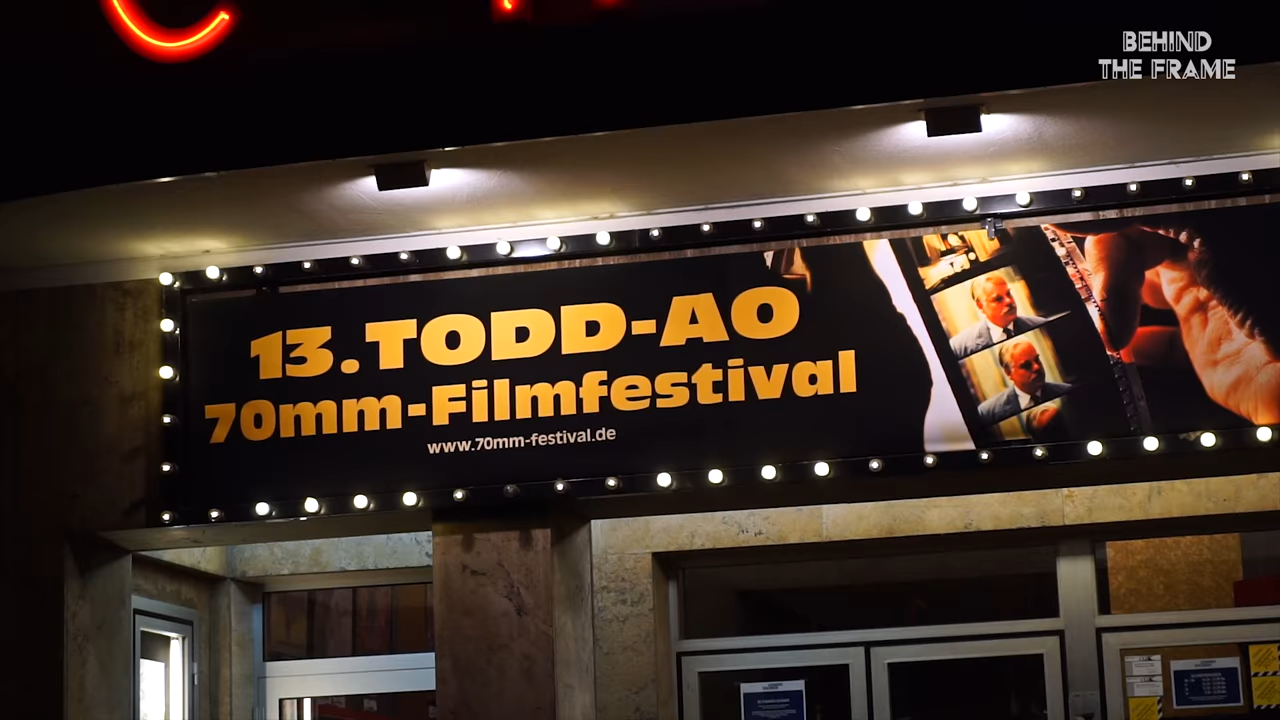 BEHIND
THE FRAME
13. TODD-AO
70mm-Filmfestival
www.70mm-festival.de